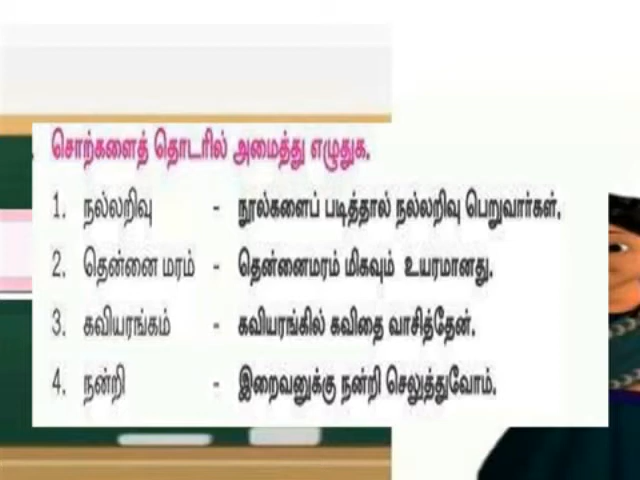 சொற்களைத் தொடரில் அமைத்து எழுதுக.
1. நல்லறிவு - நூல்களைப் படித்தால் நல்லறிவு பெறுவார்கள்.
2. தென்னை மரம் - தென்னைமரம் மிகவும் உயரமானது.
3. கவியரங்கம் - கவியரங்கில் கவிதை வாசித்தேன்.
4. நன்றி - இறைவனுக்கு நன்றி செலுத்துவோம்.